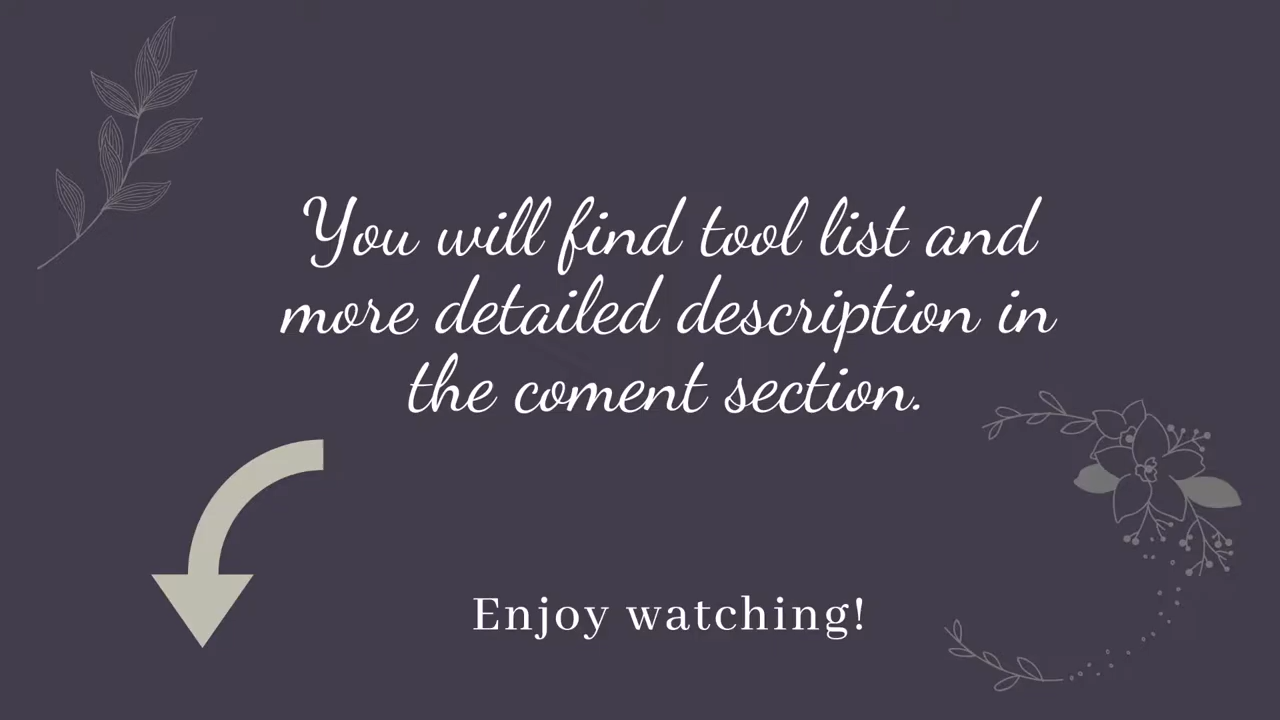 You will find tool list and
more detailed description in
the coment section.
Enjoy watching!